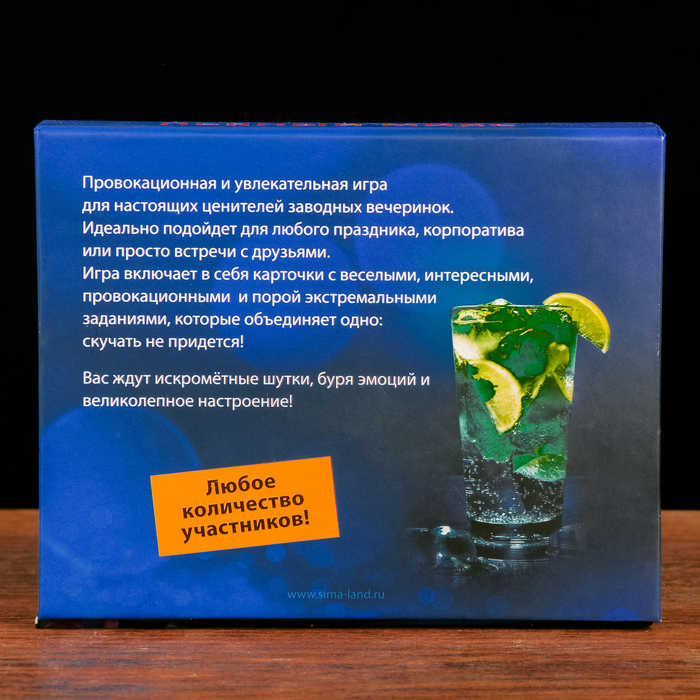 Провокационная и увлекательная игра
для настоящих ценителей заводных вечеринок.
Идеально подойдет для любого праздника, корпоратива
или просто встречи с друзьями.
Игра включает в себя карточки с веселыми, интересными,
провокационными и порой экстремальными
заданиями, которые объединяет одно:
скучать не придется!
Вас ждут искромётные шутки, буря эмоций и
великолепное настроение!
Любое
количество
участников!
www.sima-land.ru